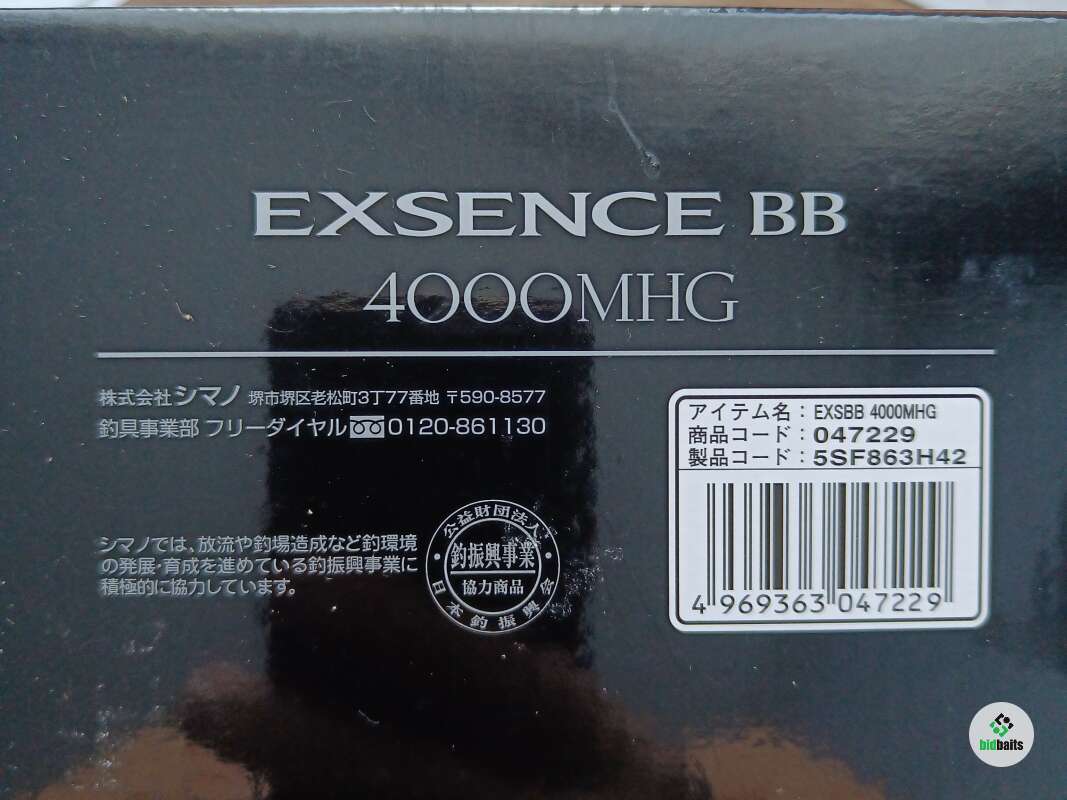 EXSENCE BB
4000MHG
株式会社シマノ 堺市堺区老松町3丁77番地 〒590-8577
釣具事業部 フリーダイヤル 0120-861130
アイテム名：EXSBB 4000MHG
商品コード：047229
製品コード：5SF863H42
4 969363 047229
シマノでは、放流や釣場造成など釣環境
の発展・育成を進めている釣振興事業に
積極的に協力しています。
公益財団法人
釣振興事業
協力商品
日本釣振興会
bidbaits